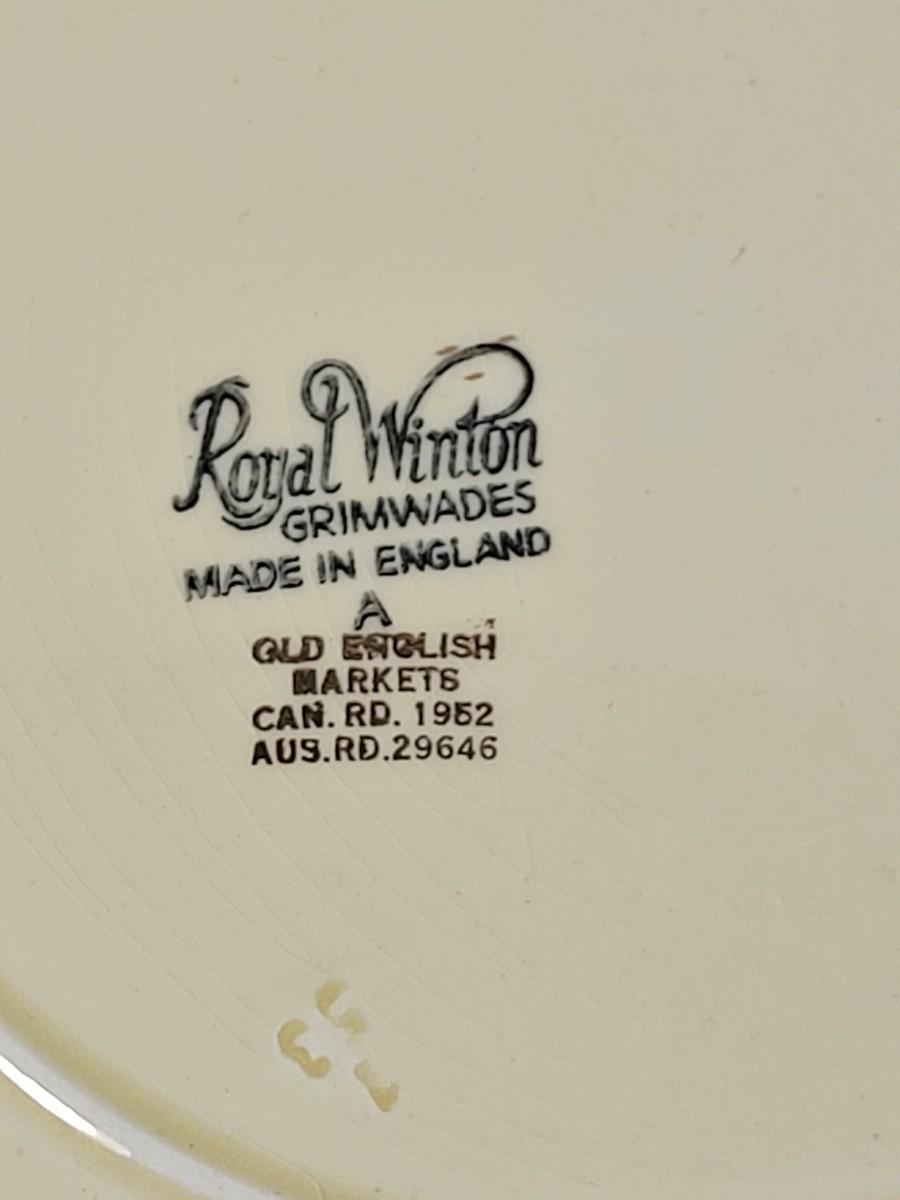 Royal Winton
GRIMWADES
MADE IN ENGLAND
A
OLD ENGLISH
MARKETS
CAN. RD. 1952
AUS.RD.29646